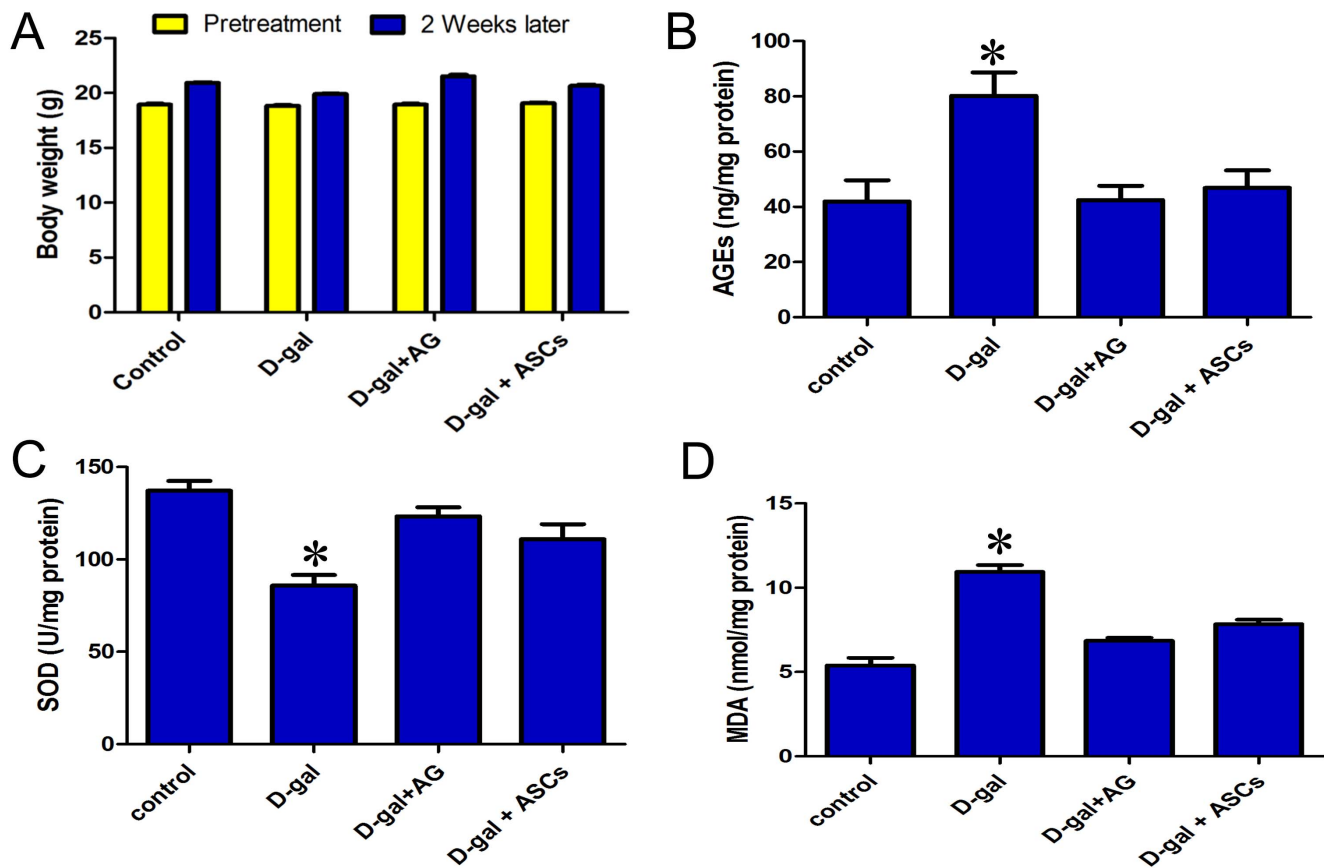 A
Pretreatment
2 Weeks later
Body weight (g)
25
20
15
10
5
0
Control
D-gal
D-gal+AG
D-gal + ASCs
B
AGEs (ng/mg protein)
100
80
60
40
20
0
*
control
D-gal
D-gal+AG
D-gal + ASCs
C
SOD (U/mg protein)
150
100
50
0
*
control
D-gal
D-gal+AG
D-gal + ASCs
D
MDA (nmol/mg protein)
15
10
5
0
*
control
D-gal
D-gal+AG
D-gal + ASCs